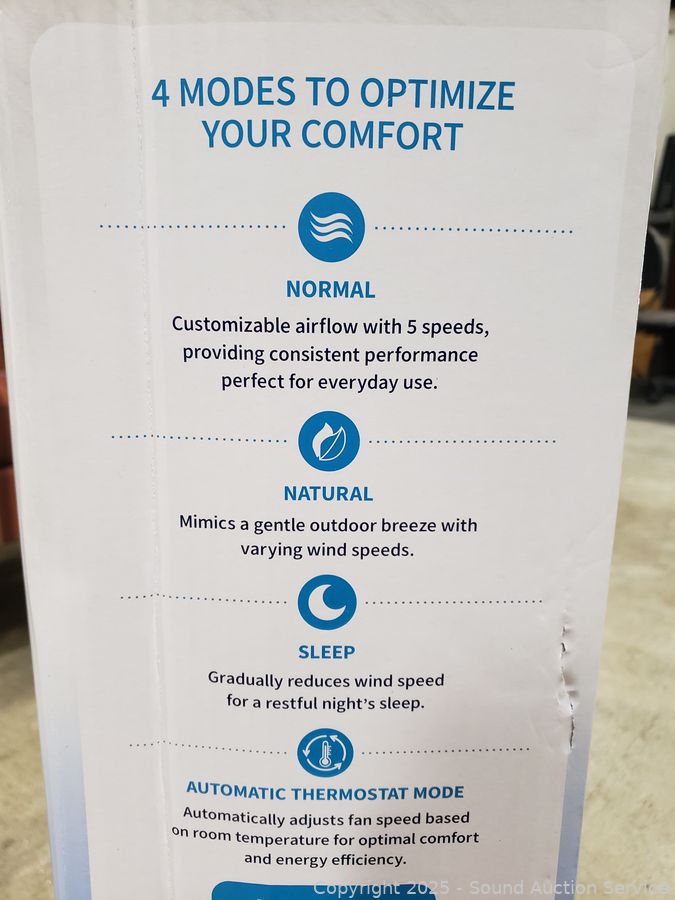 4 MODES TO OPTIMIZE
YOUR COMFORT
NORMAL
Customizable airflow with 5 speeds,
providing consistent performance
perfect for everyday use.
NATURAL
Mimics a gentle outdoor breeze with
varying wind speeds.
SLEEP
Gradually reduces wind speed
for a restful night's sleep.
AUTOMATIC THERMOSTAT MODE
Automatically adjusts fan speed based
on room temperature for optimal comfort
and energy efficiency.
Copyright 2025 - Sound Auction Service